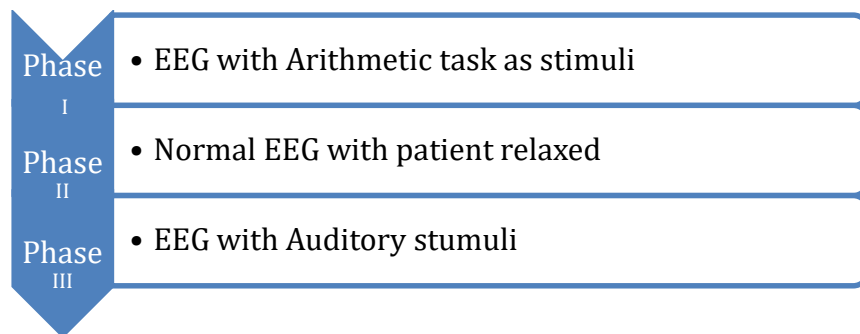 Phase
I
• EEG with Arithmetic task as stimuli
Phase
II
• Normal EEG with patient relaxed
Phase
III
• EEG with Auditory stumuli